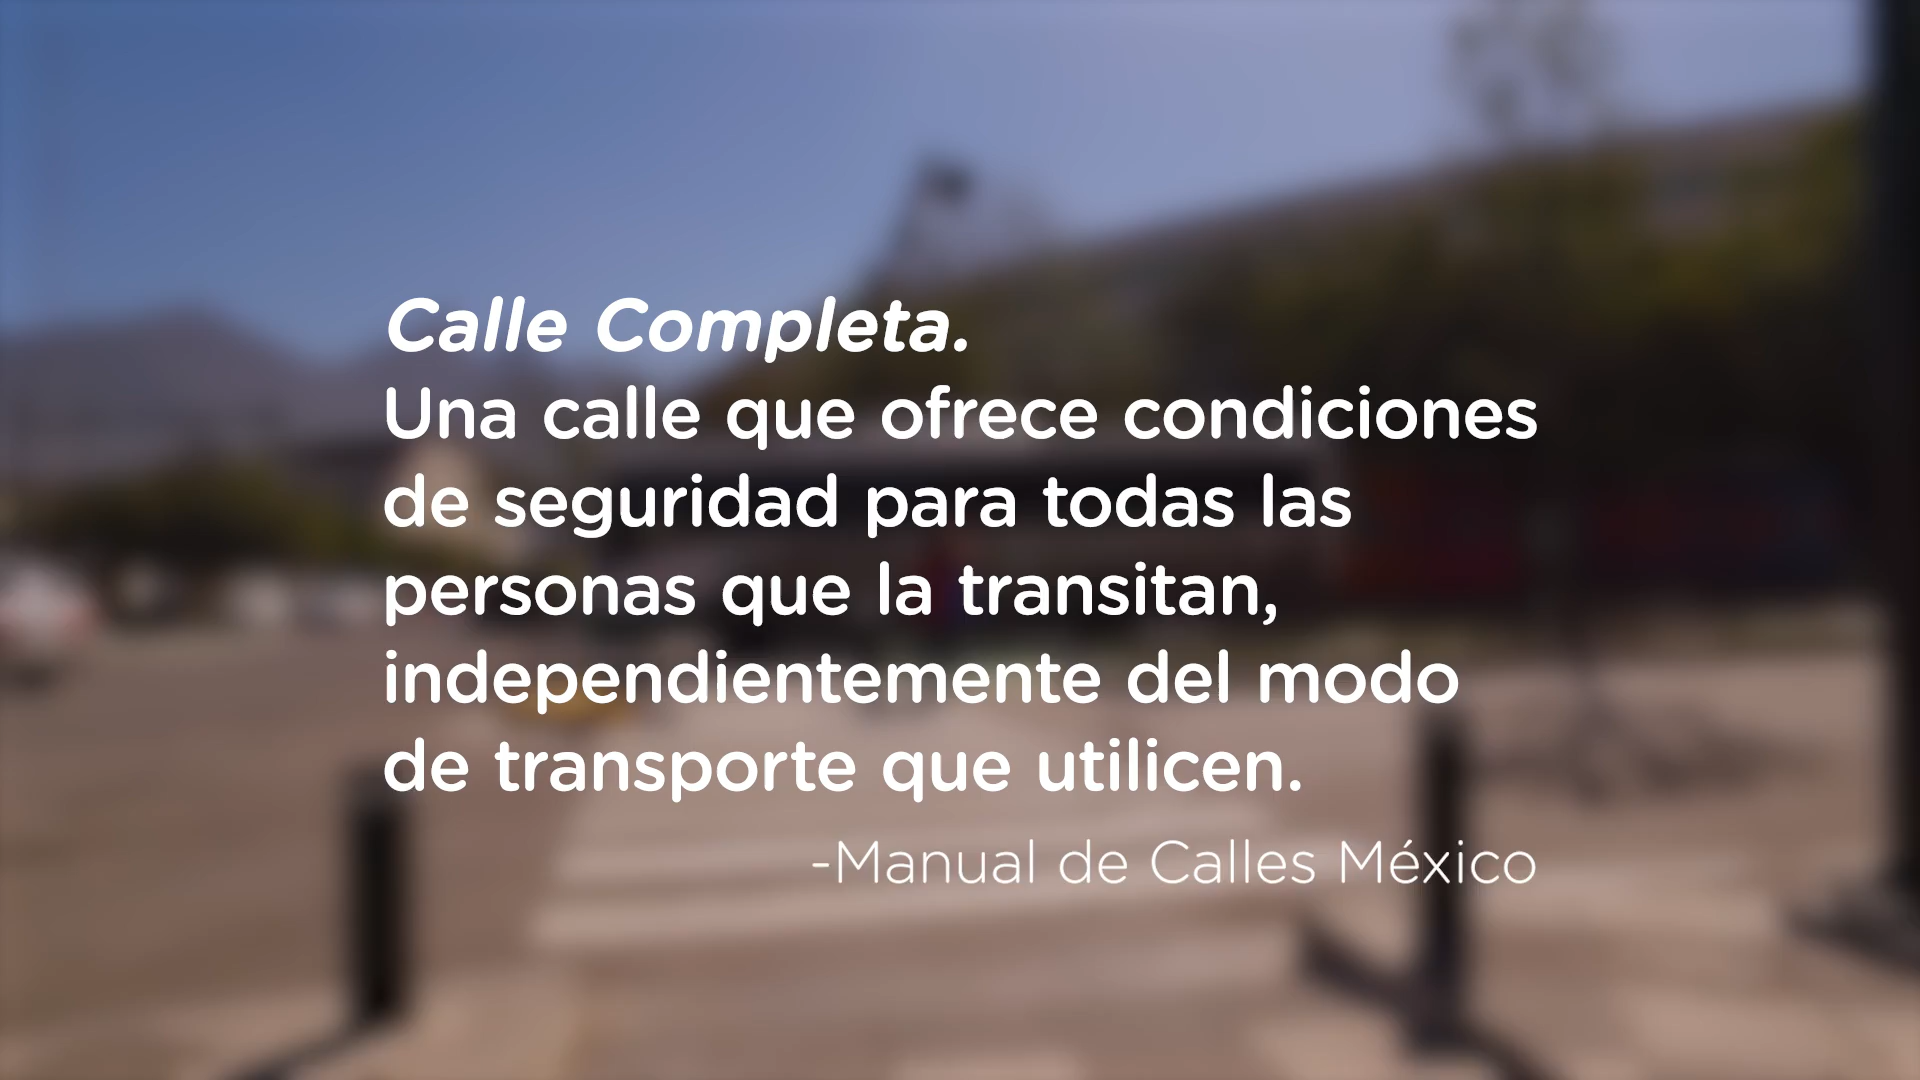 Calle Completa.
Una calle que ofrece condiciones
de seguridad para todas las
personas que la transitan,
independientemente del modo
de transporte que utilicen.
-Manual de Calles México